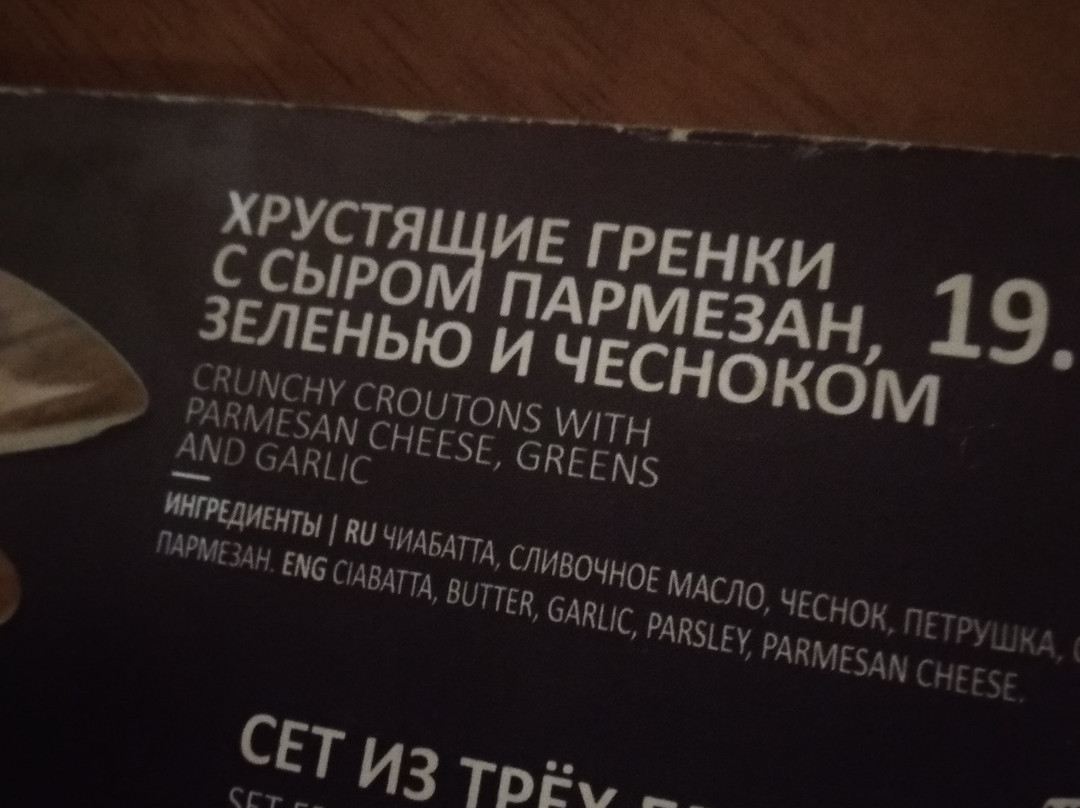 ХРУСТЯЩИЕ ГРЕНКИ
С СЫРОМ ПАРМЕЗАН,
ЗЕЛЕНЬЮ И ЧЕСНОКОМ
19.
CRUNCHY CROUTONS WITH
PARMESAN CHEESE, GREENS
AND GARLIC
ИНГРЕДИЕНТЫ | RU ЧИАБАТТА, СЛИВОЧНОЕ МАСЛО, ЧЕСНОК, ПЕТРУШКА,
ПАРМЕЗАН. ENG CIABATTA, BUTTER, GARLIC, PARSLEY, PARMESAN CHEESE.
СЕТ ИЗ ТРЁХ
SET